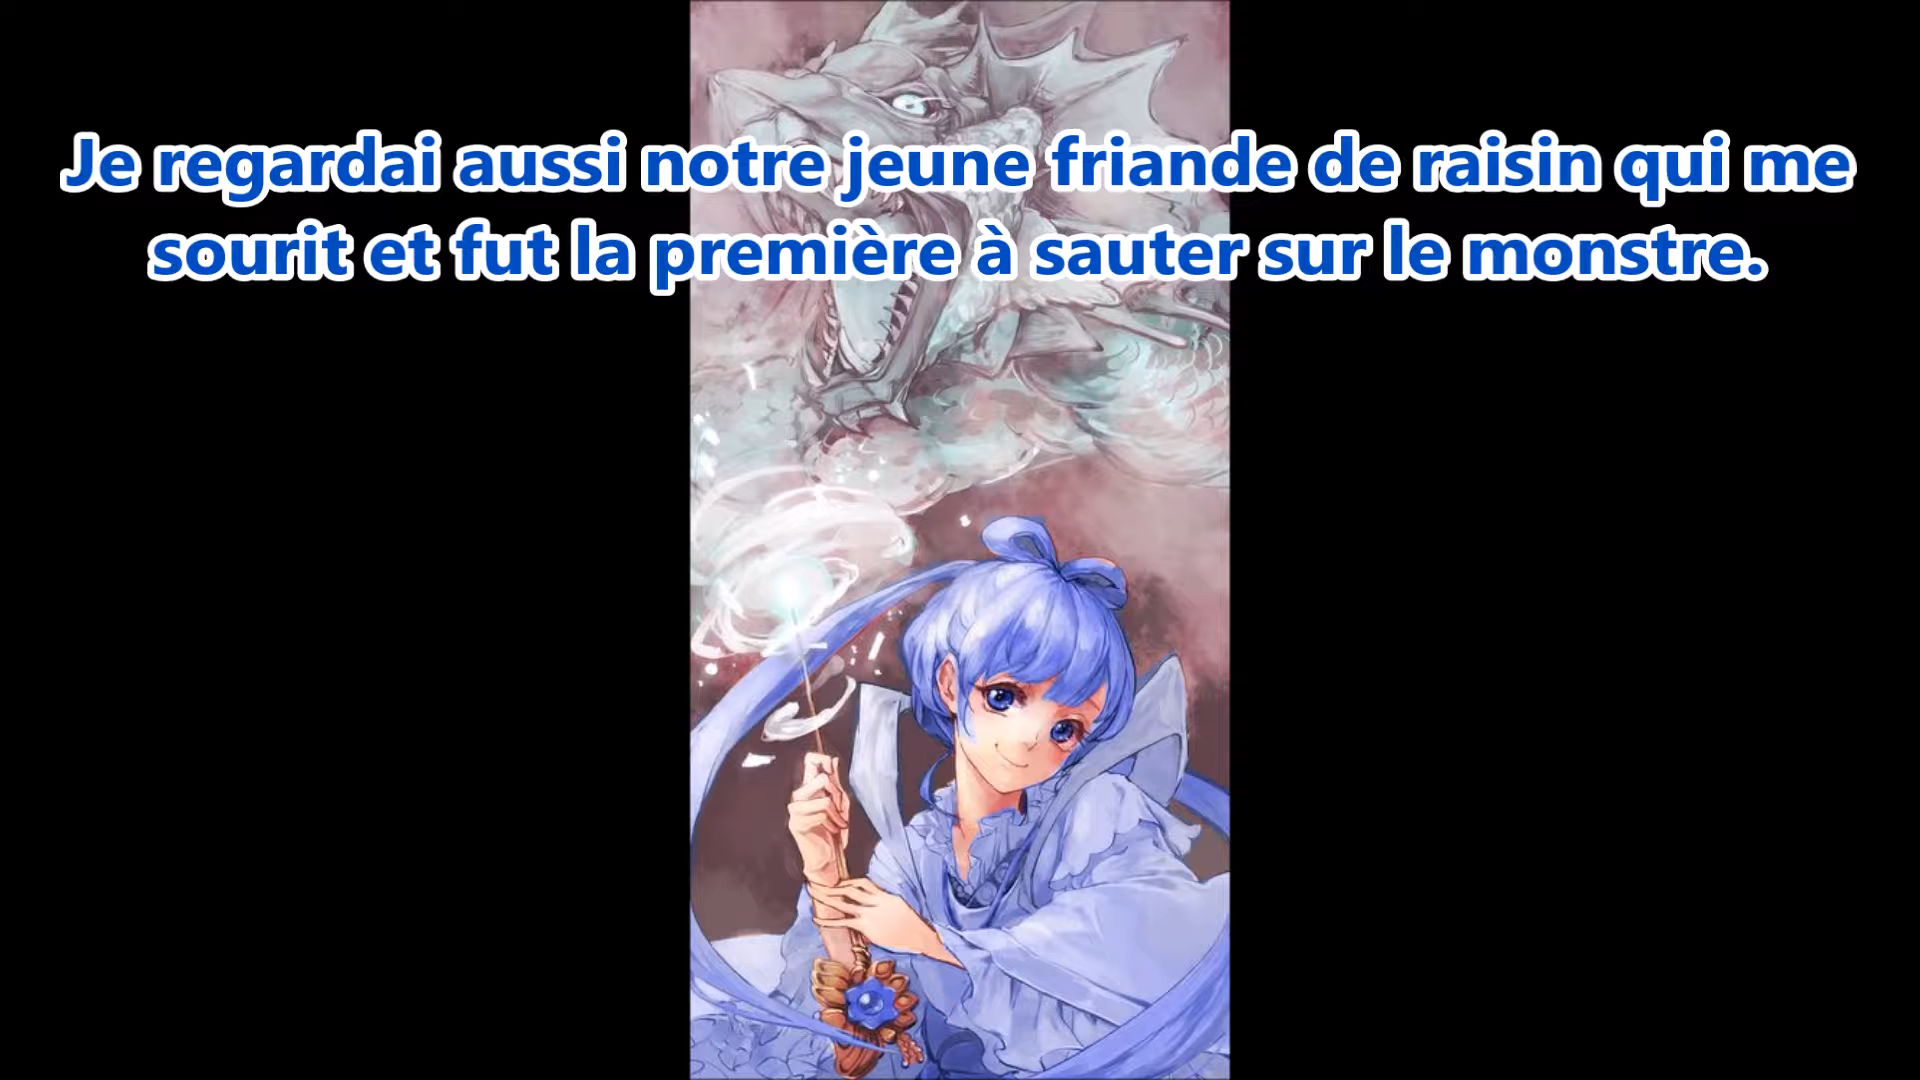 Je regardai aussi notre jeune friande de raisin qui me
sourit et fut la première à sauter sur le monstre.